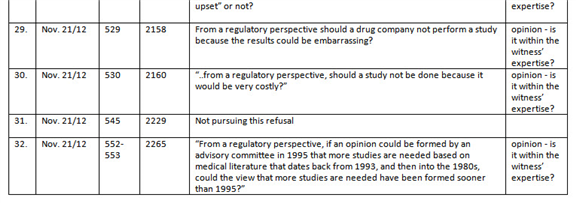 upset” or not?
expertise?
29. Nov. 21/12 529 2158 From a regulatory perspective should a drug company not perform a study opinion - is
because the results could be embarrassing? it within the
witness’
expertise?
30. Nov. 21/12 530 2160 “..from a regulatory perspective, should a study not be done because it opinion - is
would be very costly?” it within the
witness’
expertise?
31. Nov. 21/12 545 2229 Not pursuing this refusal
32. Nov. 21/12 552- 2265 “From a regulatory perspective, if an opinion could be formed by an opinion - is
553 advisory committee in 1995 that more studies are needed based on it within the
medical literature that dates back from 1993, and then into the 1980s, witness’
could the view that more studies are needed have been formed sooner expertise?
than 1995?”